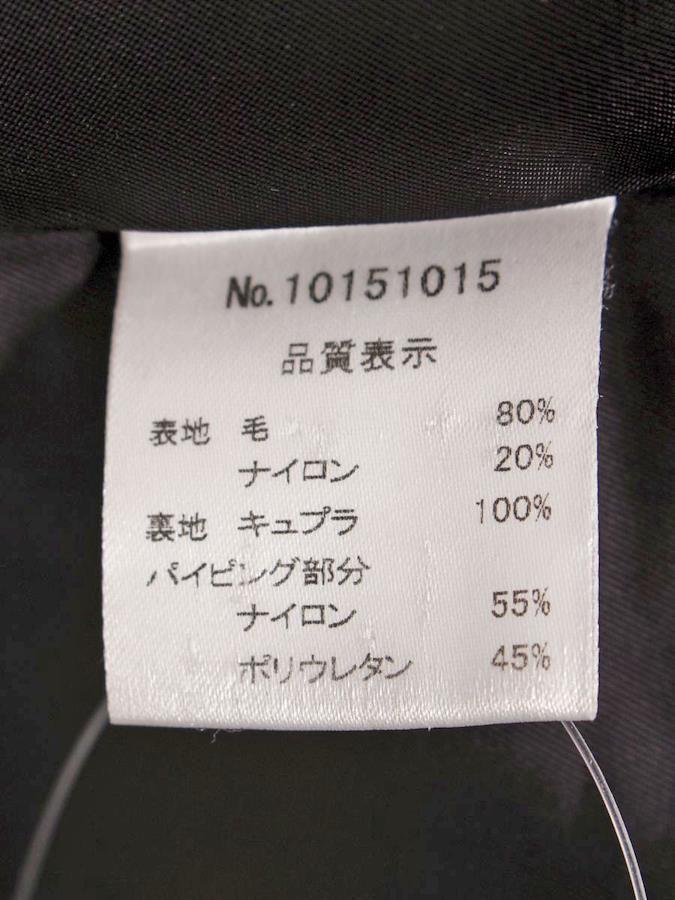 No.10151015
品質表示
表地 毛 80%
ナイロン 20%
裏地 キュプラ 100%
パイピング部分
ナイロン 55%
ポリウレタン 45%